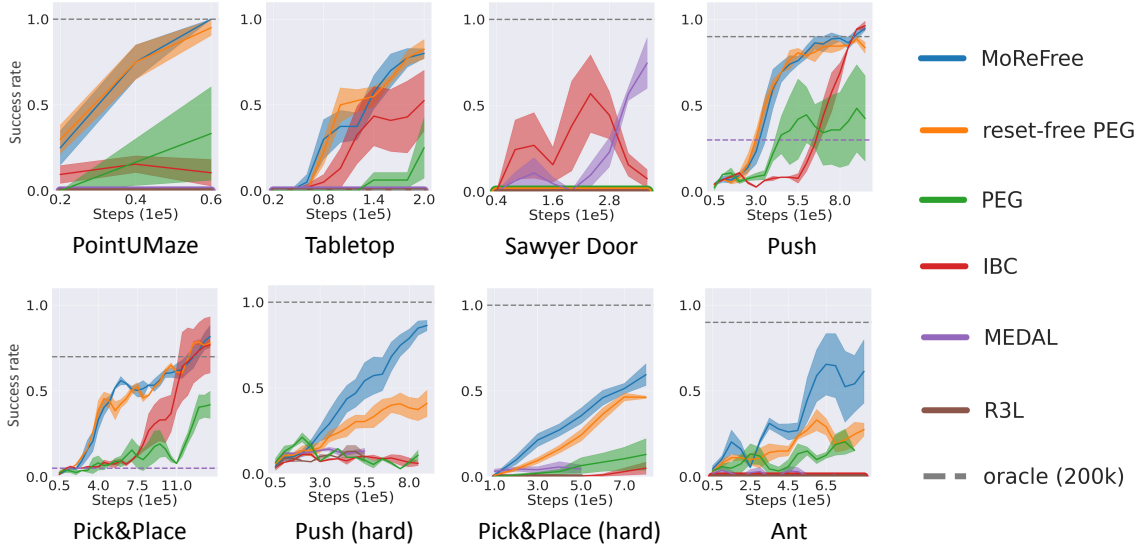 1.0
0.5
0.0
Success rate
0.2
0.4
0.6
Steps (1e5)
PointUMaze
1.0
0.5
0.0
0.2
0.8
1.4
2.0
Steps (1e5)
Tabletop
1.0
0.5
0.0
0.4
1.6
2.8
Steps (1e5)
Sawyer Door
1.0
0.5
0.0
0.5
3.0
5.5
8.0
Steps (1e5)
Push
1.0
0.5
0.0
Success rate
0.5
4.0
7.5
11.0
Steps (1e5)
Pick&Place
1.0
0.5
0.0
0.5
3.0
5.5
8.0
Steps (1e5)
Push (hard)
1.0
0.5
0.0
1.0
3.0
5.0
7.0
Steps (1e5)
Pick&Place (hard)
1.0
0.5
0.0
0.5
2.5
4.5
6.5
Steps (1e5)
Ant
MoReFree
reset-free PEG
PEG
IBC
MEDAL
R3L
oracle (200k)